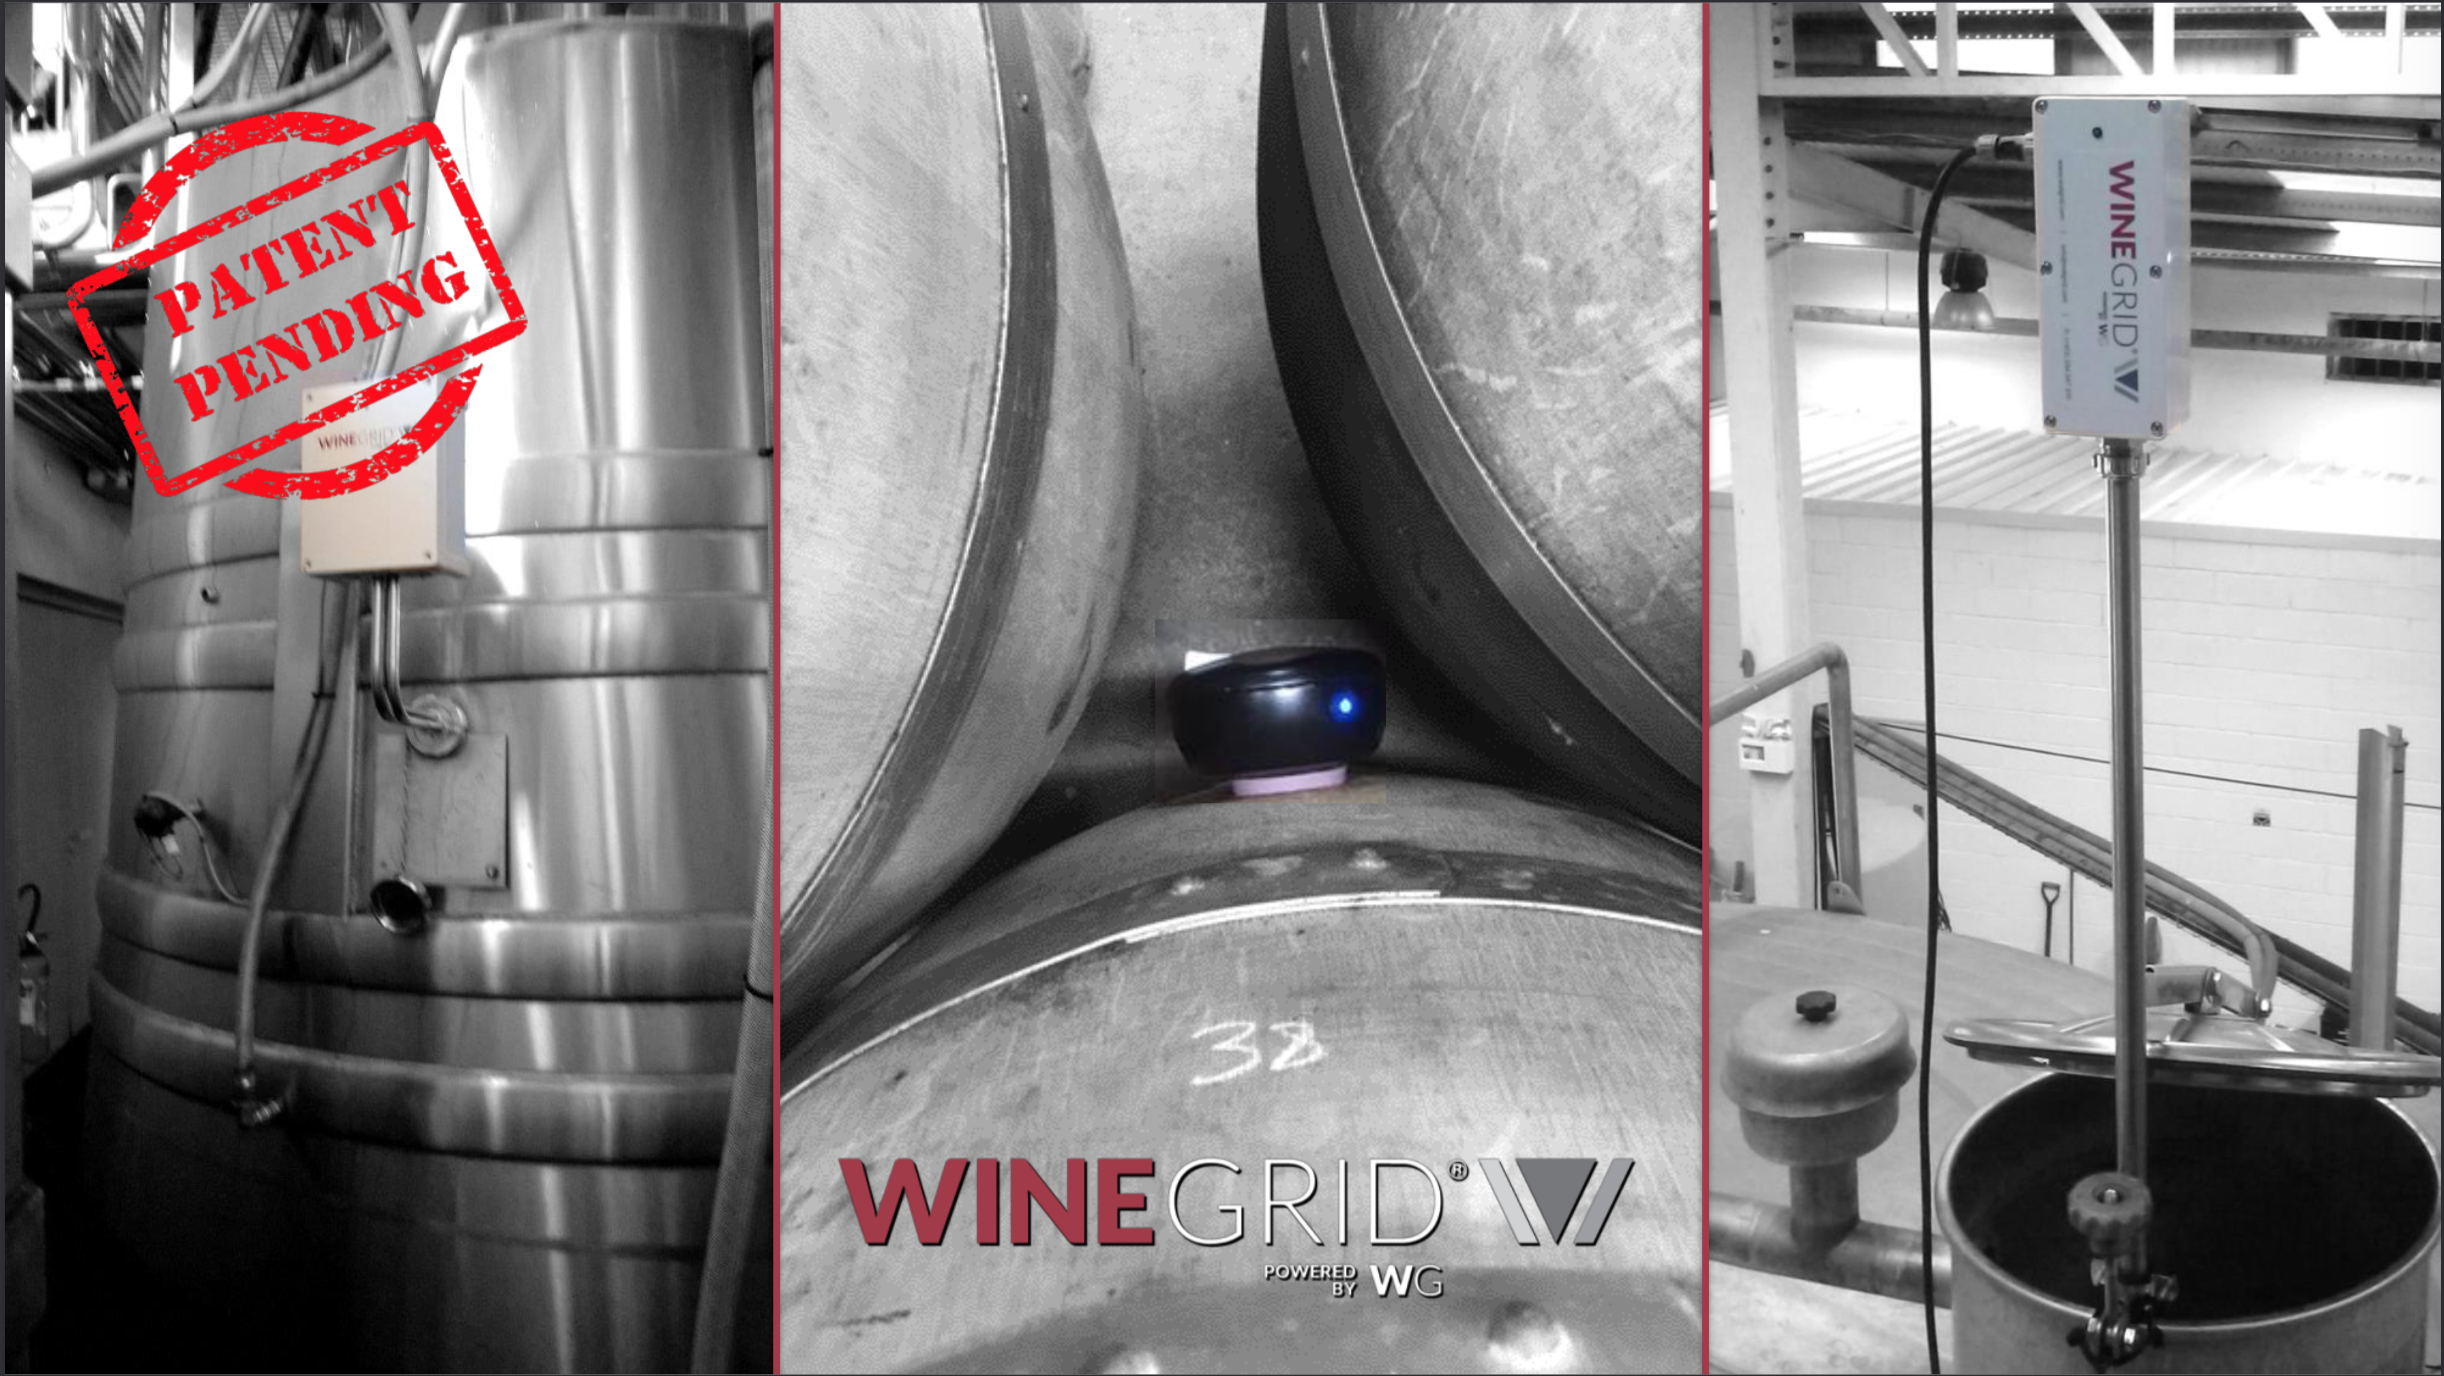 PATENT
PENDING
WINEGRID
38
WINEGRID®
POWERED
BY WG
WINEGRID